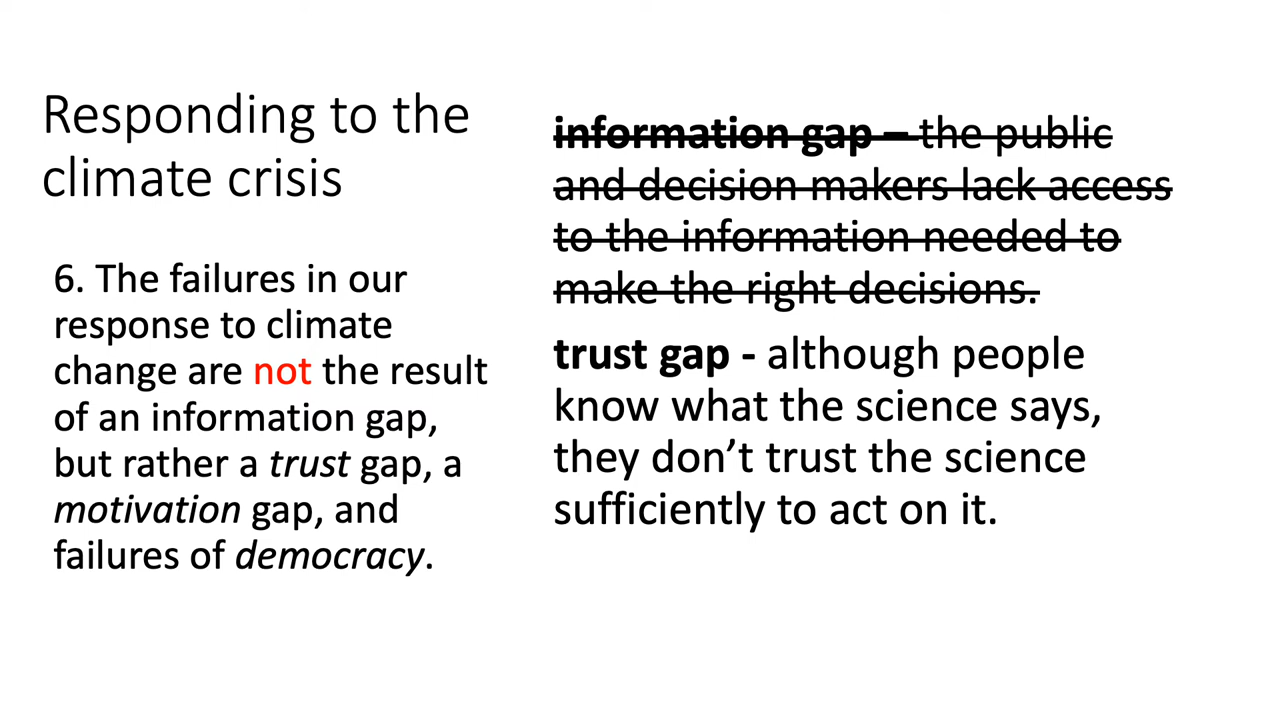 Responding to the
climate crisis
6. The failures in our
response to climate
change are not the result
of an information gap,
but rather a trust gap, a
motivation gap, and
failures of democracy.
information gap – the public
and decision makers lack access
to the information needed to
make the right decisions.
trust gap - although people
know what the science says,
they don’t trust the science
sufficiently to act on it.